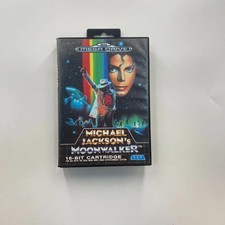 MEGA DRIVE
MICHAEL
JACKSON'S
MOONWALKER
16-BIT CARTRIDGE
SEGA